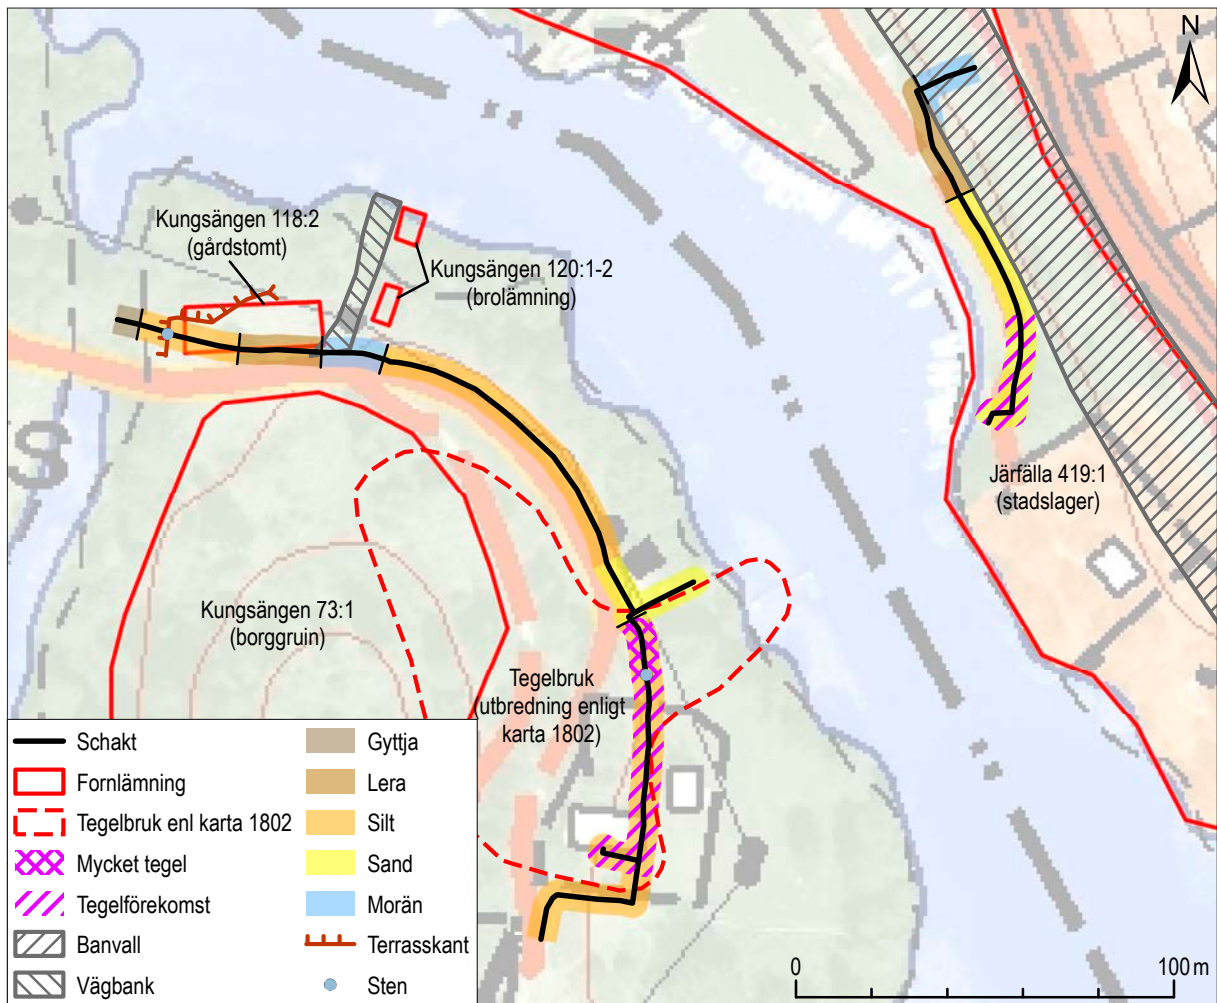 N
Kungsängen 118:2
(gårdstomt)
Kungsängen 120:1-2
(brolämning)
S
Järfälla 419:1
(stadslager)
Kungsängen 73:1
(borggruin)
Tegelbruk
(utbredning enligt
karta 1802)
Schakt
Fornlämning
Tegelbruk enl karta 1802
Mycket tegel
Tegelförekomst
Banvall
Vägbank
Gyttja
Lera
Silt
Sand
Morän
Terrasskant
Sten
0 100 m